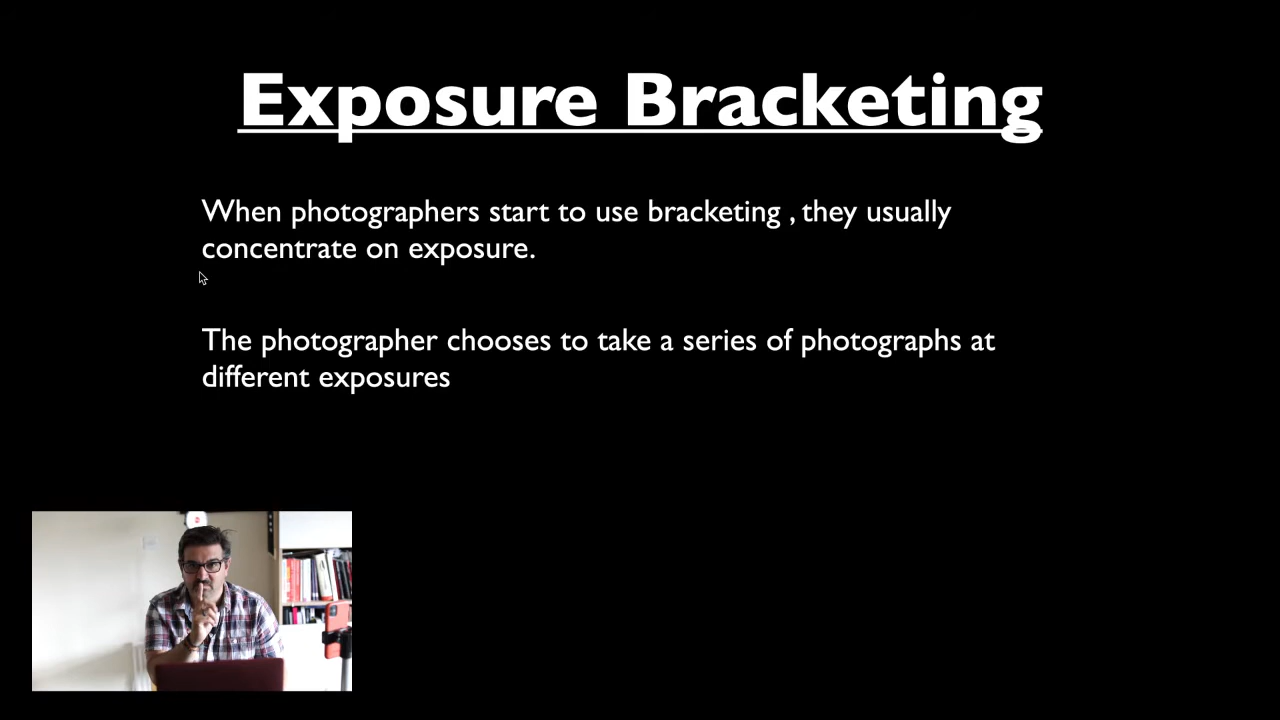 Exposure Bracketing
When photographers start to use bracketing , they usually
concentrate on exposure.
The photographer chooses to take a series of photographs at
different exposures